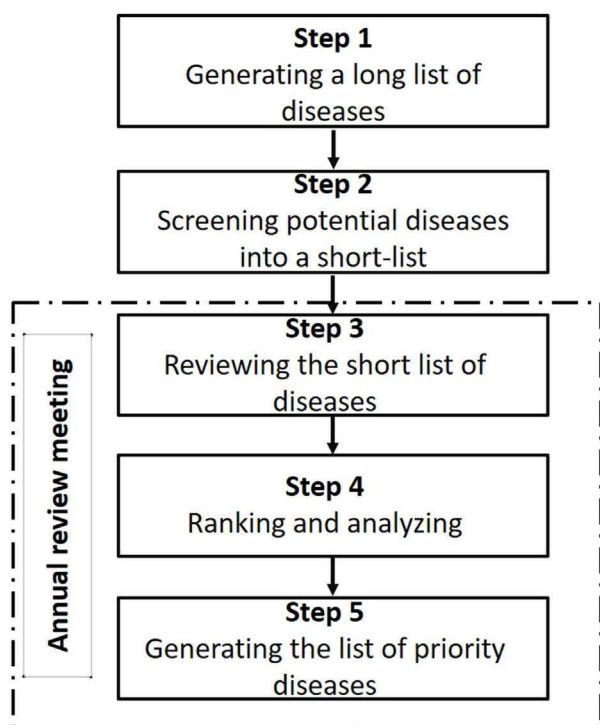 Step 1
Generating a long list of
diseases
Step 2
Screening potential diseases
into a short-list
Step 3
Reviewing the short list of
diseases
Annual review meeting
Step 4
Ranking and analyzing
Step 5
Generating the list of priority
diseases